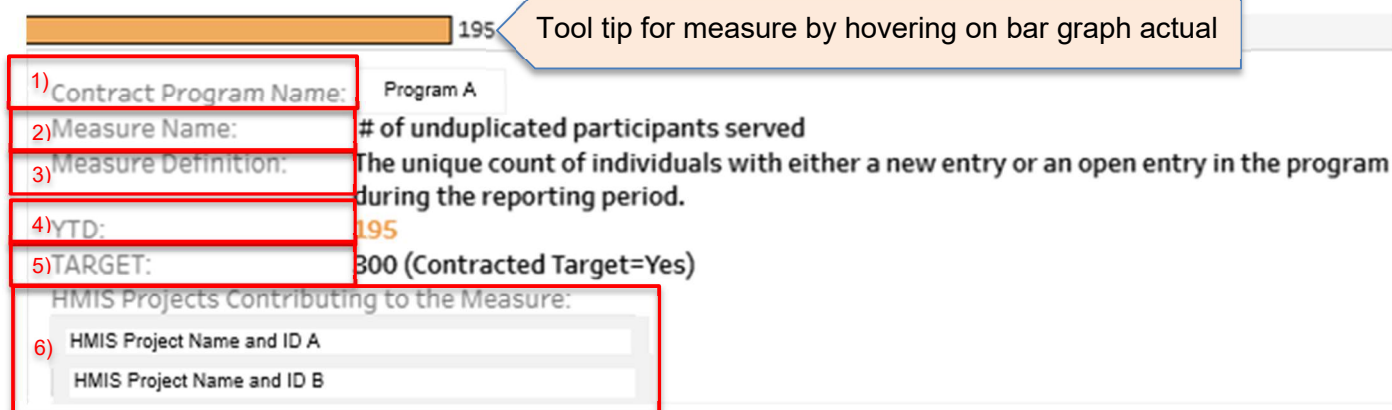 195
Tool tip for measure by hovering on bar graph actual
1) Contract Program Name: Program A
2) Measure Name: # of unduplicated participants served
3) Measure Definition: The unique count of individuals with either a new entry or an open entry in the program
during the reporting period.
4) YTD: 195
5) TARGET: 300 (Contracted Target=Yes)
HMIS Projects Contributing to the Measure:
6) HMIS Project Name and ID A
HMIS Project Name and ID B